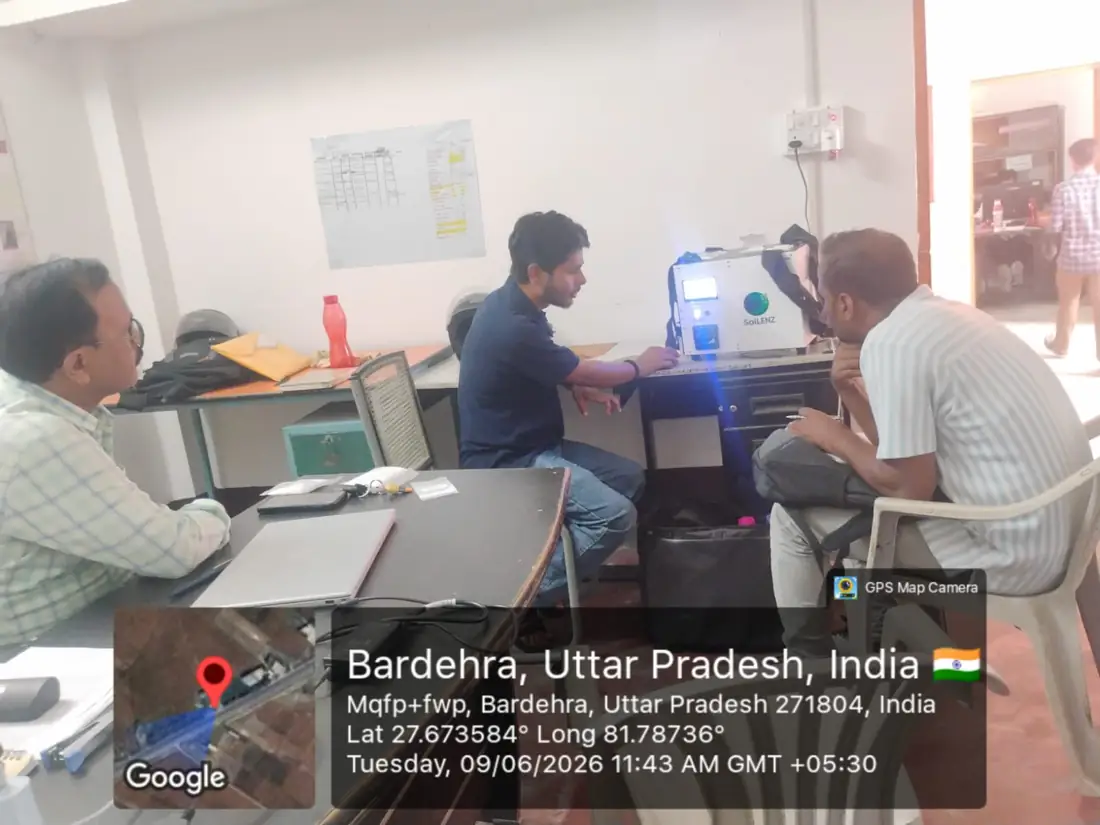 SoilENZ
GPS Map Camera
Bardehra, Uttar Pradesh, India
Mqfp+fwp, Bardehra, Uttar Pradesh 271804, India
Lat 27.673584° Long 81.78736°
Tuesday, 09/06/2026 11:43 AM GMT +05:30
Google